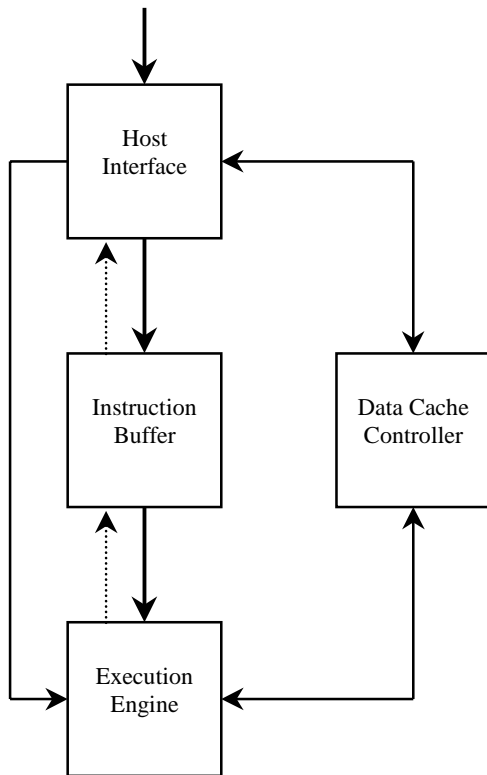 Host
Interface
Instruction
Buffer
Data Cache
Controller
Execution
Engine